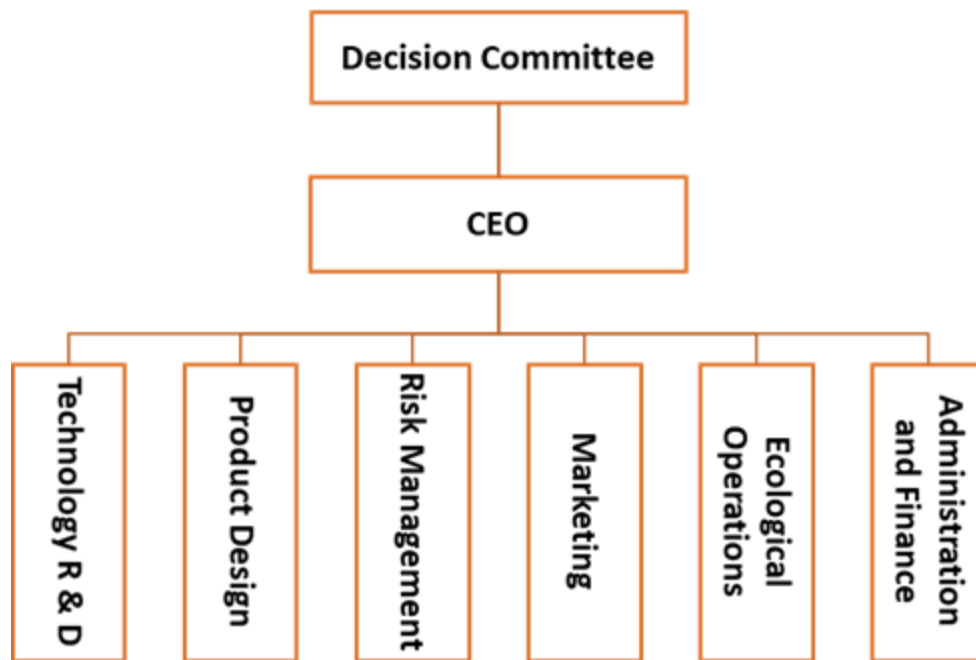 Decision Committee
CEO
Technology R & D
Product Design
Risk Management
Marketing
Ecological
Operations
Administration
and Finance